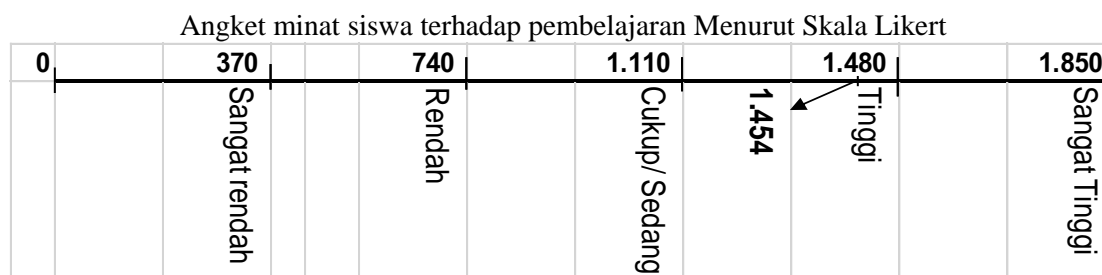 Angket minat siswa terhadap pembelajaran Menurut Skala Likert
0 370 740 1.110 1.480 1.850
Sangat rendah
Rendah
Cukup/ Sedang
1.454
Tinggi
Sangat Tinggi